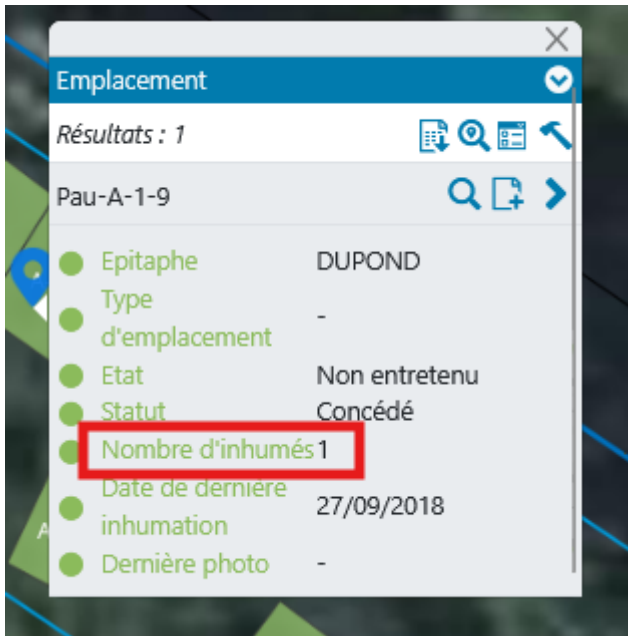 Emplacement
Résultats : 1
Pau-A-1-9
Epitaphe DUPOND
Type
d'emplacement -
Etat Non entretenu
Statut Concédé
Nombre d'inhumés 1
Date de dernière
inhumation 27/09/2018
Dernière photo -
A